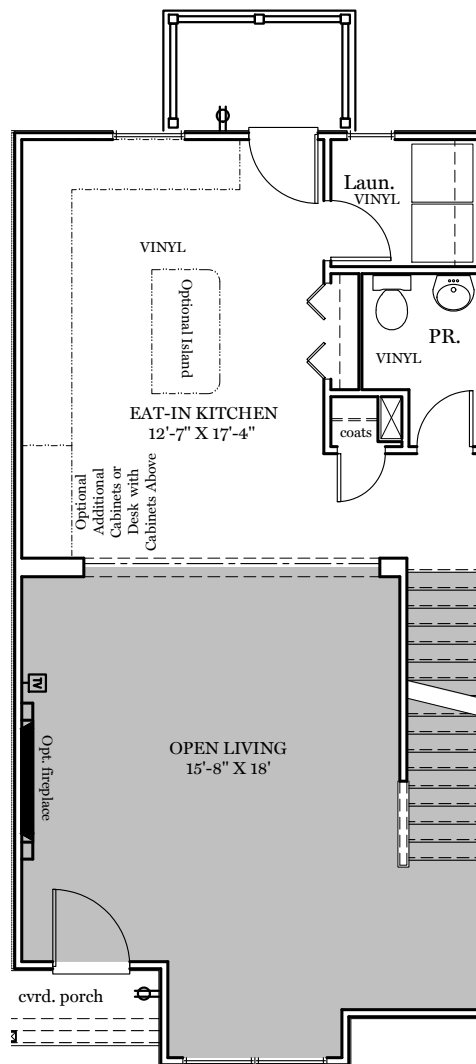 Laun.
VINYL
VINYL
Optional Island
PR.
VINYL
EAT-IN KITCHEN
12'-7" X 17'-4"
coats
Optional
Additional
Cabinets or
Desk with
Cabinets Above
TV
OPEN LIVING
15'-8" X 18'
Opt. fireplace
cvrd. porch